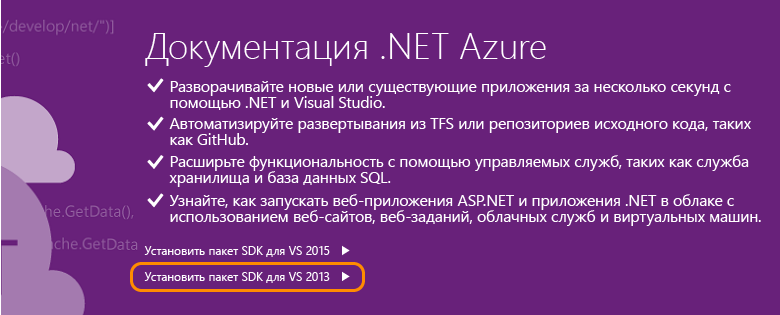 e/develop/net/")]
et()
Документация .NET Azure
Разворачивайте новые или существующие приложения за несколько секунд с
помощью .NET и Visual Studio.
Автоматизируйте развертывания из TFS или репозиториев исходного кода, таких
как GitHub.
Расширьте функциональность с помощью управляемых служб, таких как служба
хранилища и база данных SQL.
Узнайте, как запускать веб-приложения ASP.NET и приложения .NET в облаке с
использованием веб-сайтов, веб-заданий, облачных служб и виртуальных машин.
che.GetData(),
che.GetData
Установить пакет SDK для VS 2015
Установить пакет SDK для VS 2013